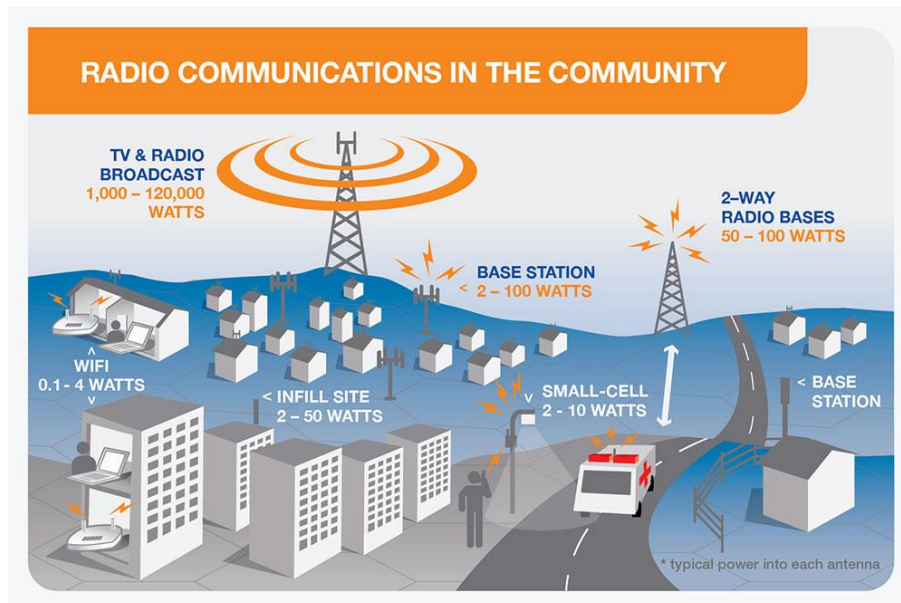 RADIO COMMUNICATIONS IN THE COMMUNITY
TV & RADIO
BROADCAST
1,000 – 120,000
WATTS
2–WAY
RADIO BASES
50 – 100 WATTS
BASE STATION
< 2 – 100 WATTS
^
WIFI
0.1 - 4 WATTS
v
< INFILL SITE
2 – 50 WATTS
v SMALL-CELL
2 - 10 WATTS
< BASE
STATION
* typical power into each antenna